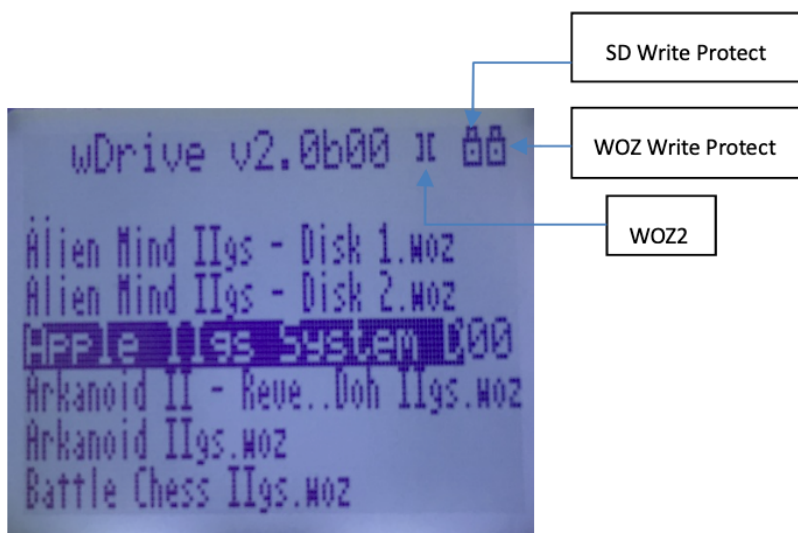 SD Write Protect
wDrive v2.0b00 ][
WOZ Write Protect
WOZ2
..
Alien Mind IIgs - Disk 1.woz
Alien Mind IIgs - Disk 2.woz
Apple IIgs System D00
Arkanoid II - Reve..Doh IIgs.woz
Arkanoid IIgs.woz
Battle Chess IIgs.woz